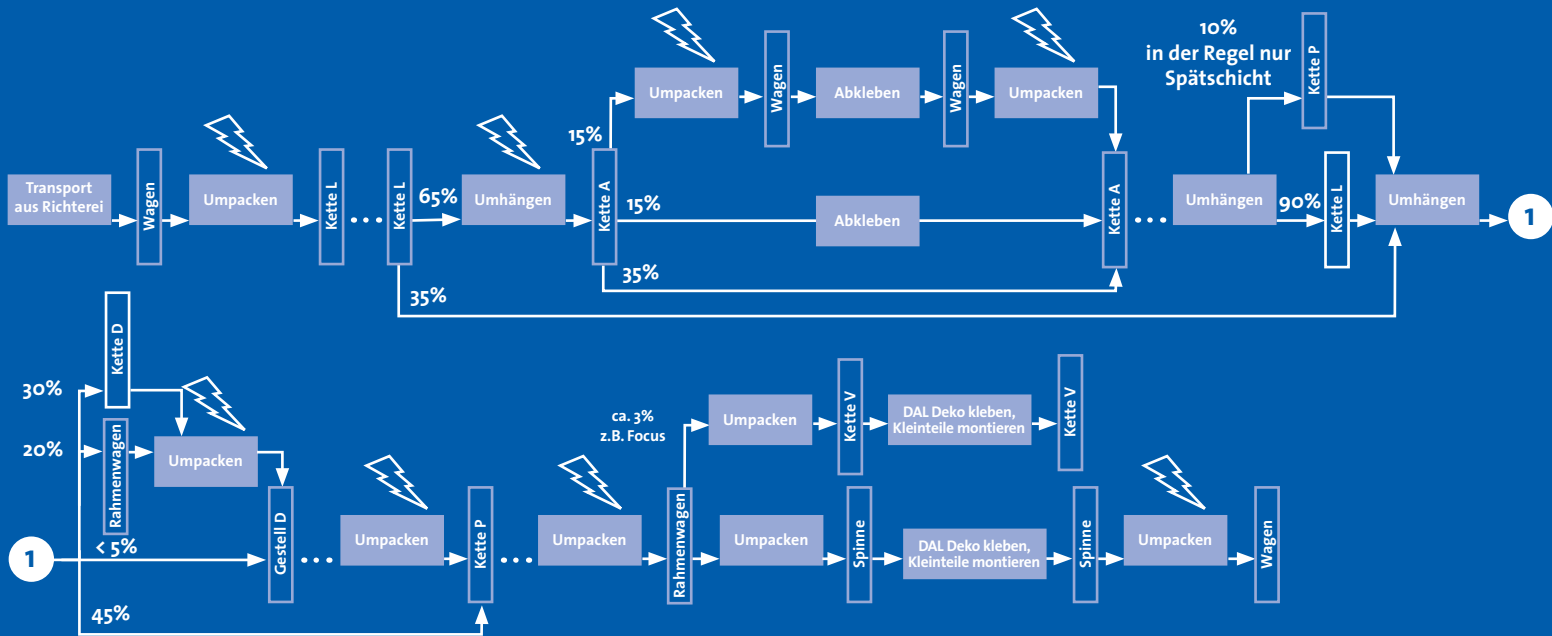 Transport
aus Richterei
Wagen
Umpacken
Kette L
Kette L
65%
35%
Umhängen
Kette A
15%
Umpacken
Wagen
Abkleben
Wagen
Umpacken
15%
Abkleben
35%
Kette A
Umhängen
10%
in der Regel nur
Spätschicht
Kette P
90%
Kette L
Umhängen
1
1
30%
Kette D
20%
Rahmenwagen
Umpacken
< 5%
45%
Gestell D
Umpacken
Kette P
Umpacken
Rahmenwagen
ca. 3%
z.B. Focus
Umpacken
Kette V
DAL Deko kleben,
Kleinteile montieren
Kette V
Umpacken
Spinne
DAL Deko kleben,
Kleinteile montieren
Spinne
Umpacken
Wagen